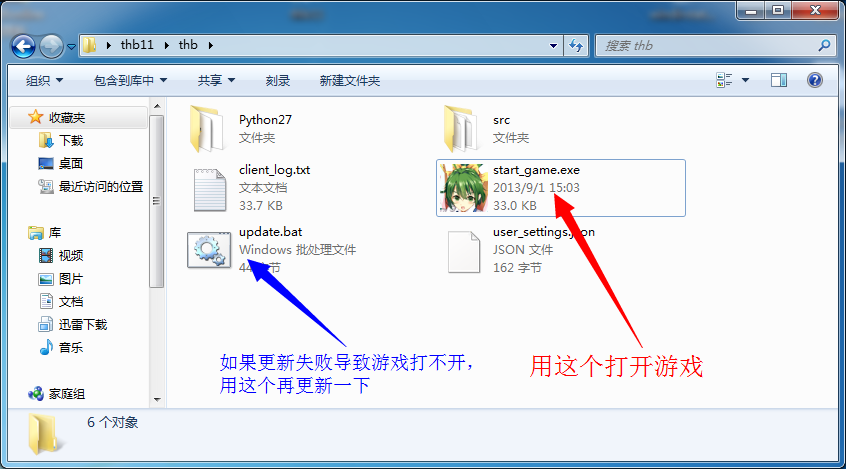 thb11 thb
搜索 thb
组织 包含到库中 共享 刻录 新建文件夹
收藏夹
下载
桌面
最近访问的位置
库
视频
图片
文档
迅雷下载
音乐
家庭组
Python27
文件夹
src
文件夹
client_log.txt
文本文档
33.7 KB
start_game.exe
2013/9/1 15:03
33.0 KB
update.bat
Windows 批处理文件
字节
user_settings.json
JSON 文件
162 字节
如果更新失败导致游戏打不开，
用这个再更新一下
用这个打开游戏
6 个对象